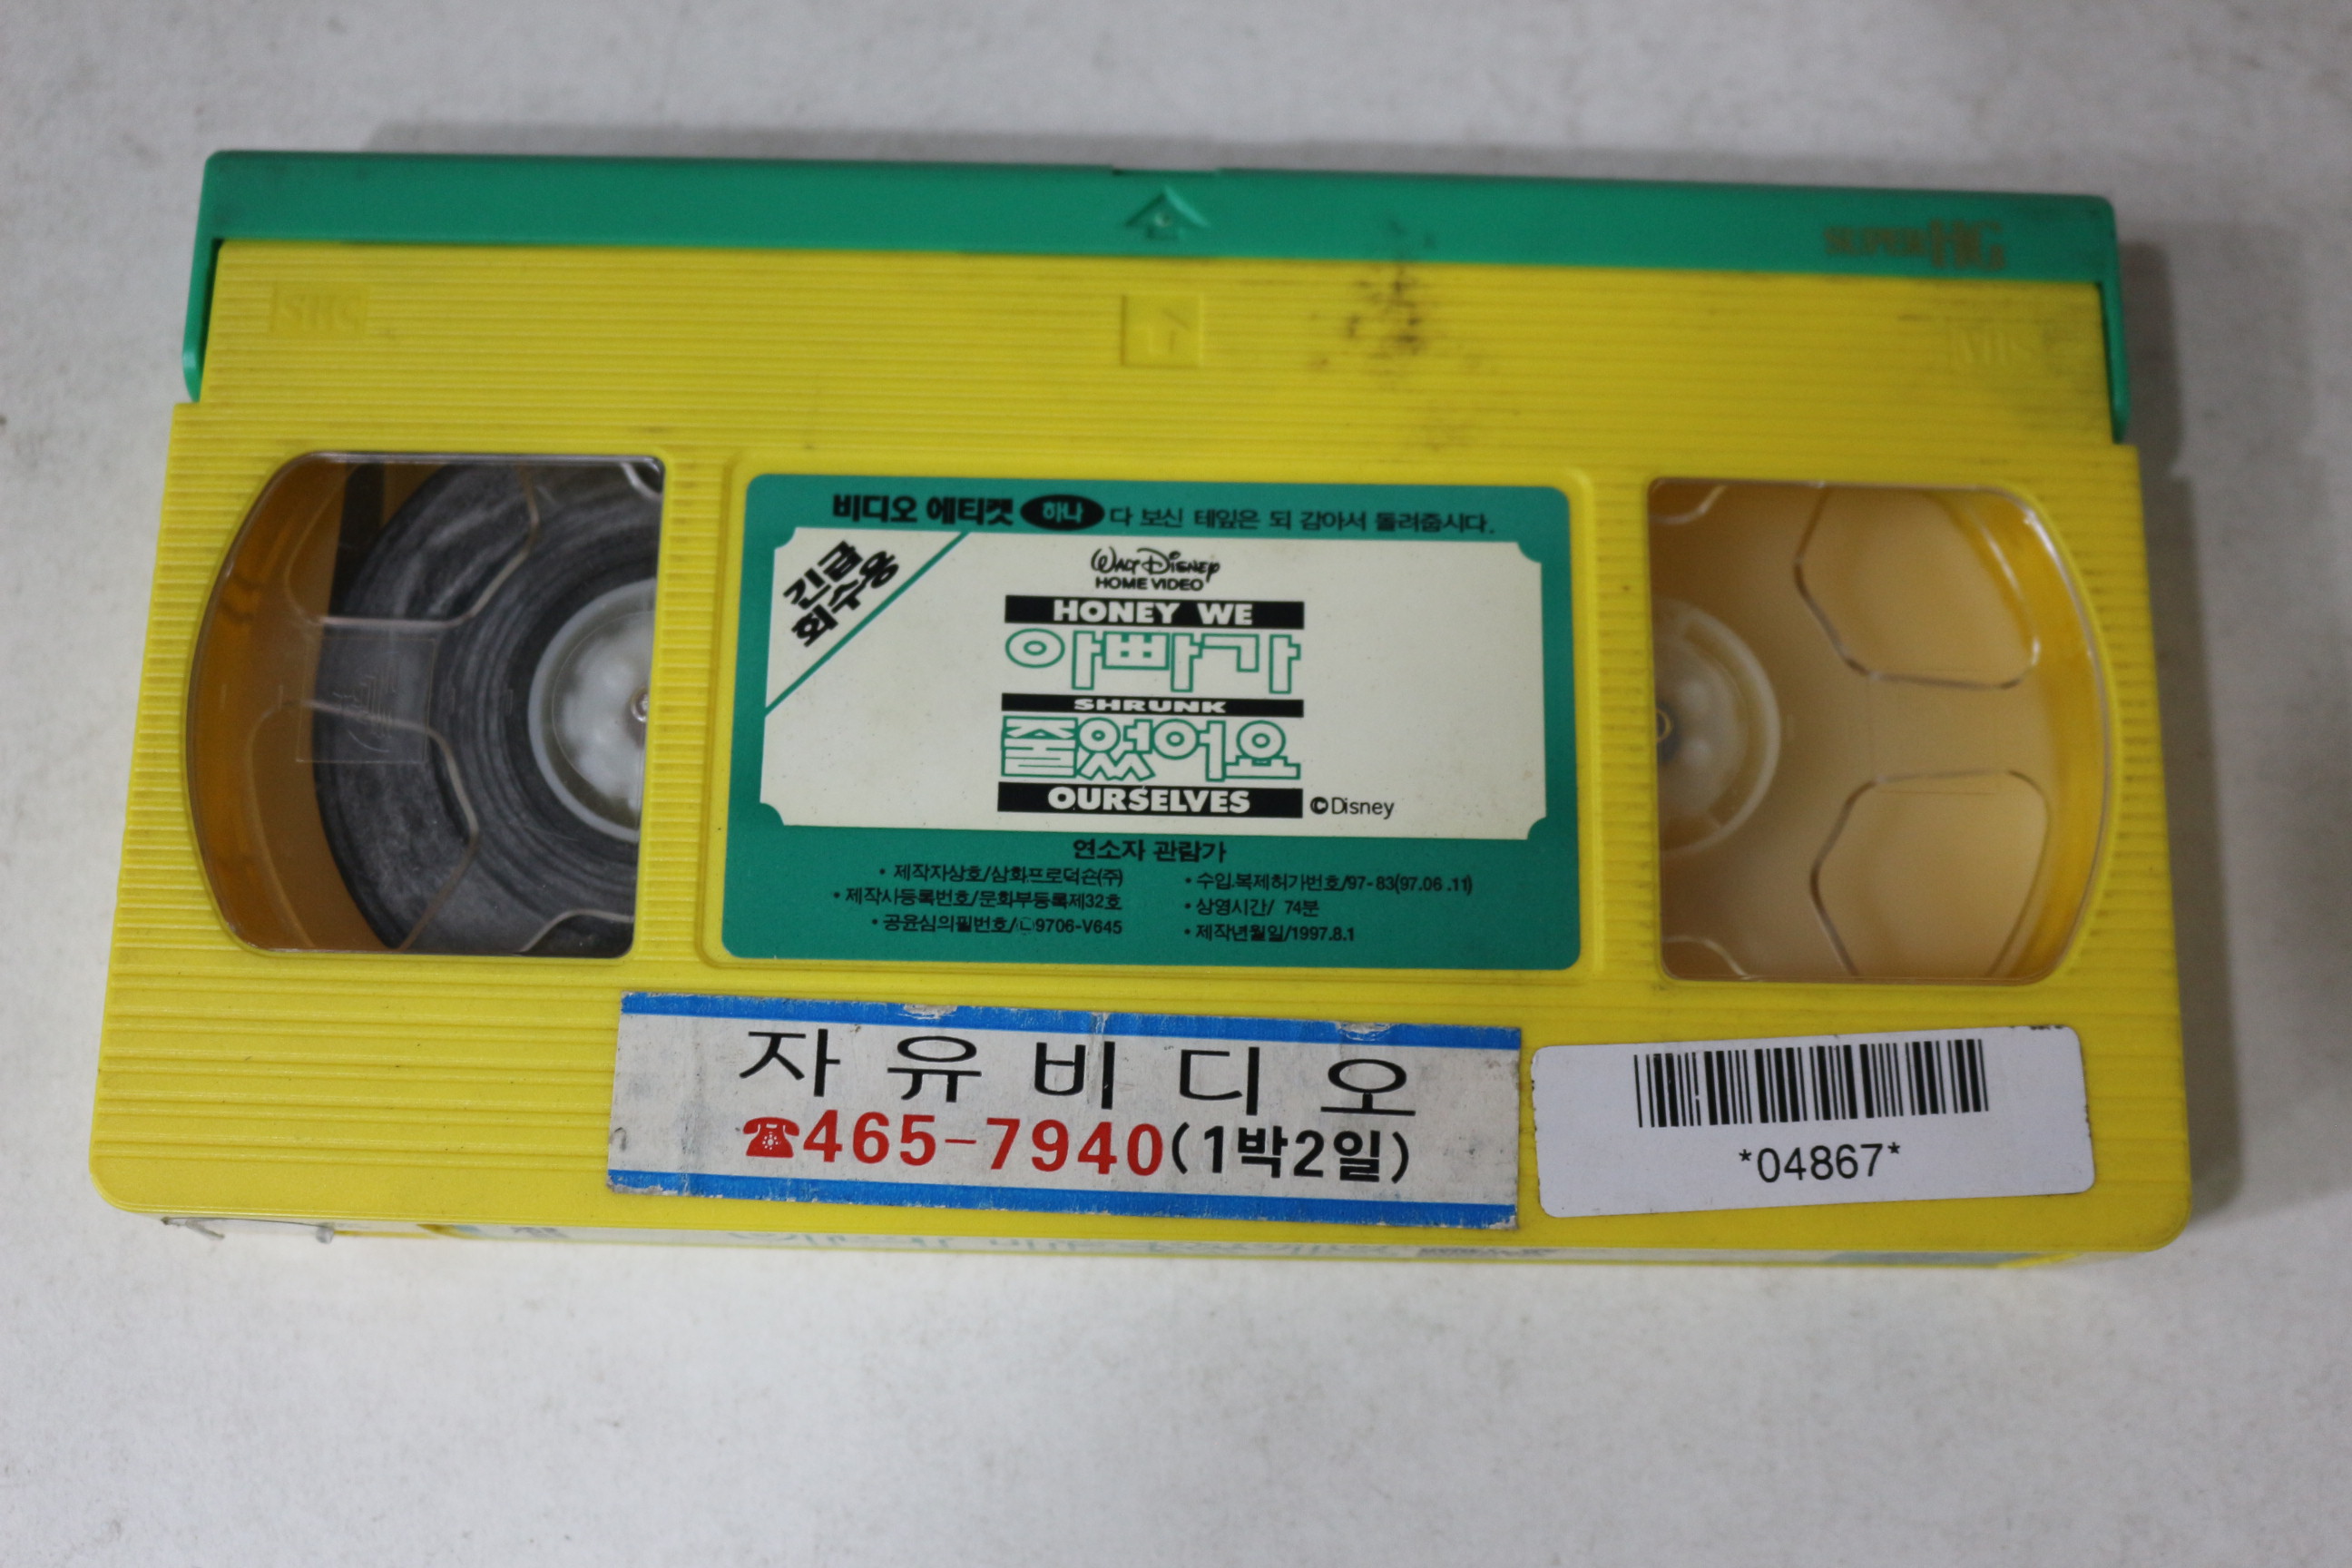 SUPER HG
VHS
비디오 에티켓 하나 다 보신 테잎은 되 감아서 돌려줍시다.
긴급
회수용
WALT DISNEY
HOME VIDEO
HONEY WE
아빠가
SHRUNK
줄었어요
OURSELVES
©Disney
연소자 관람가
• 제작자상호/삼화프로덕숀(주)
• 수입.복제허가번호/97-83(97.06.11)
• 제작사등록번호/문화부등록제32호
• 상영시간/ 74분
• 공윤심의필번호/ㄴ9706-V645
• 제작년월일/1997.8.1
자유비디오
☎465-7940(1박2일)
*04867*